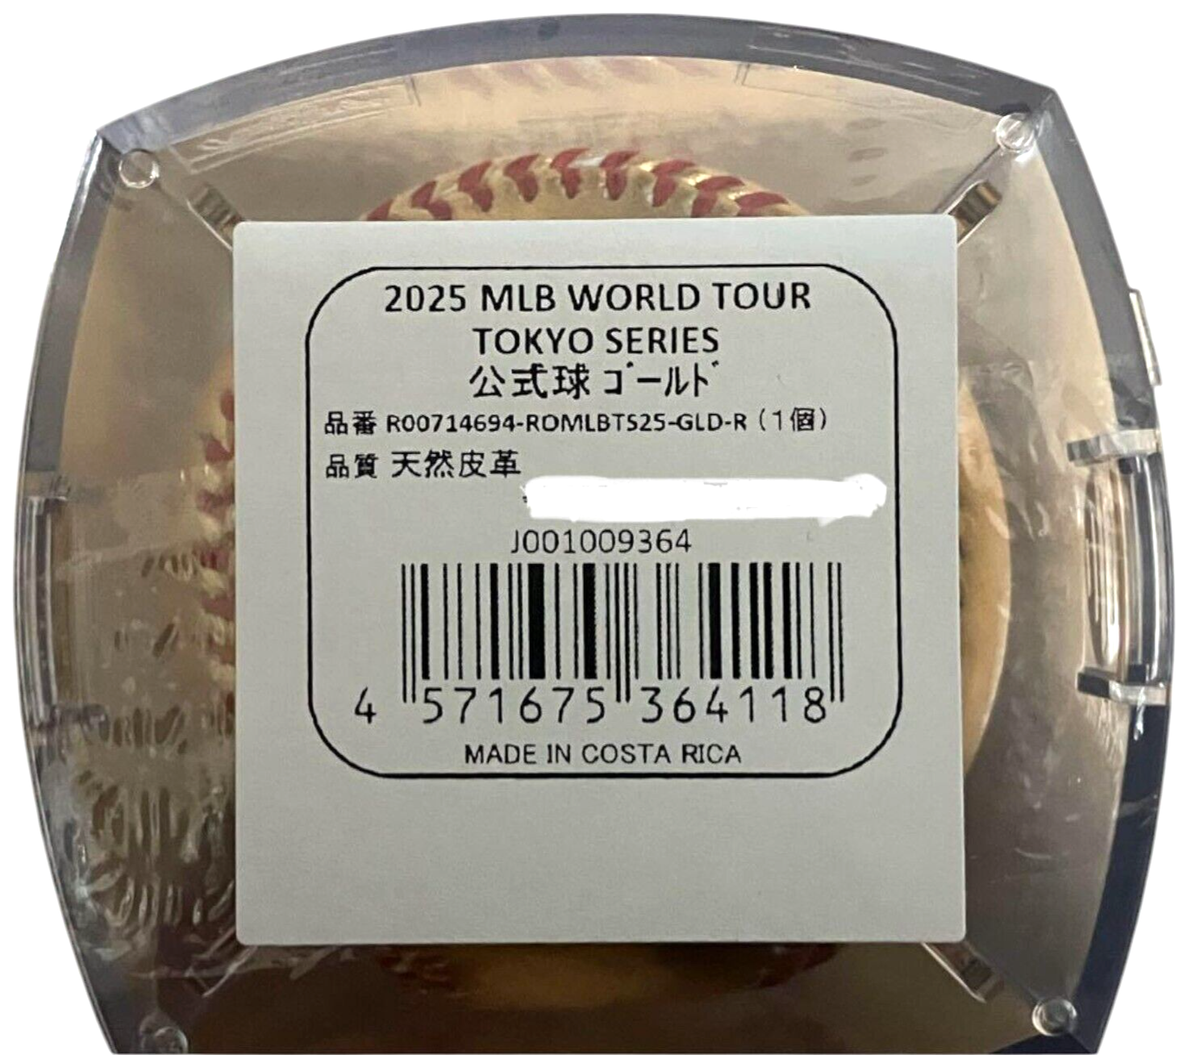 2025 MLB WORLD TOUR
TOKYO SERIES
公式球 ｺﾞｰﾙﾄﾞ
品番 R00714694-ROMLBTS25-GLD-R (1個)
品質 天然皮革
J001009364
4 571675 364118
MADE IN COSTA RICA